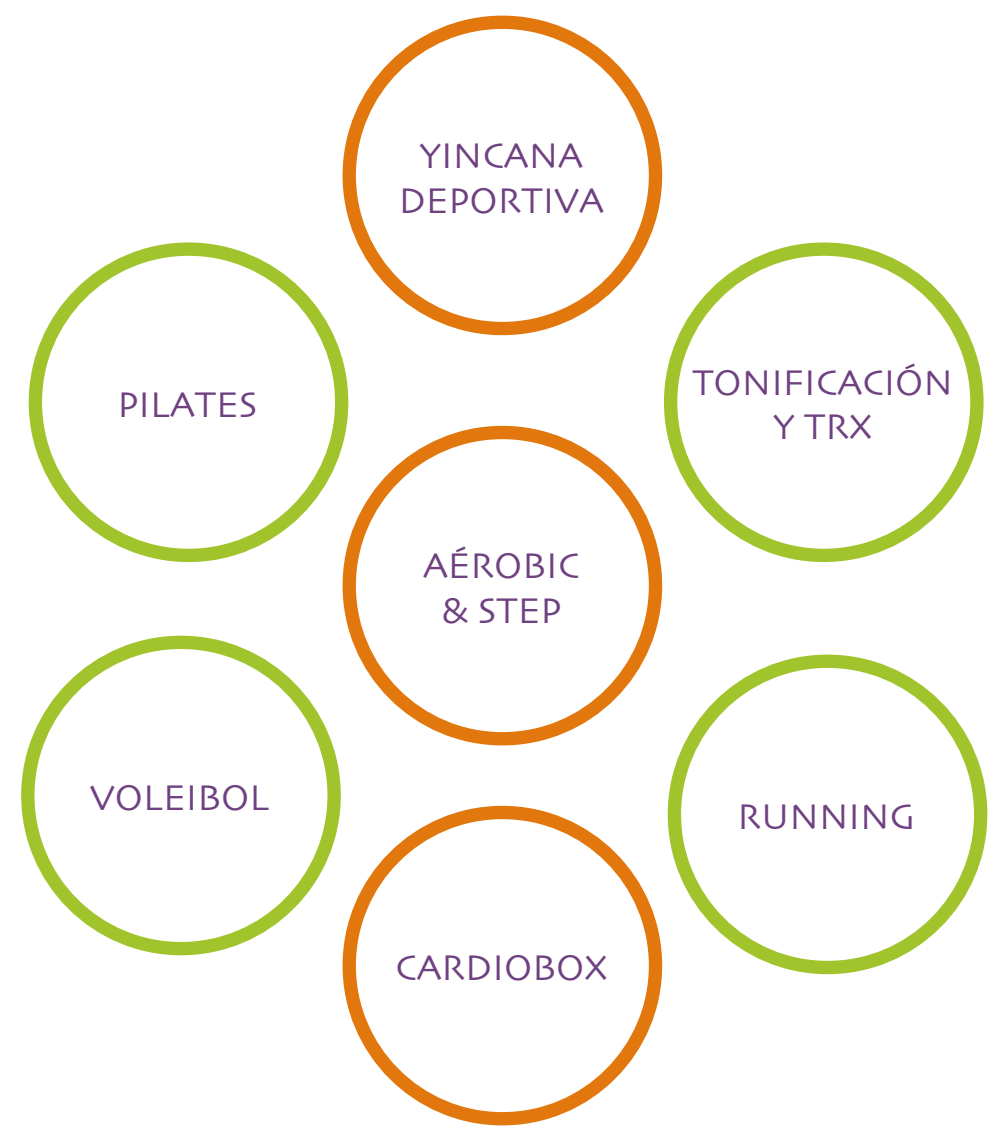 YINCANA
DEPORTIVA
PILATES
TONIFICACIÓN
Y TRX
AÉROBIC
& STEP
VOLEIBOL
RUNNING
CARDIOBOX